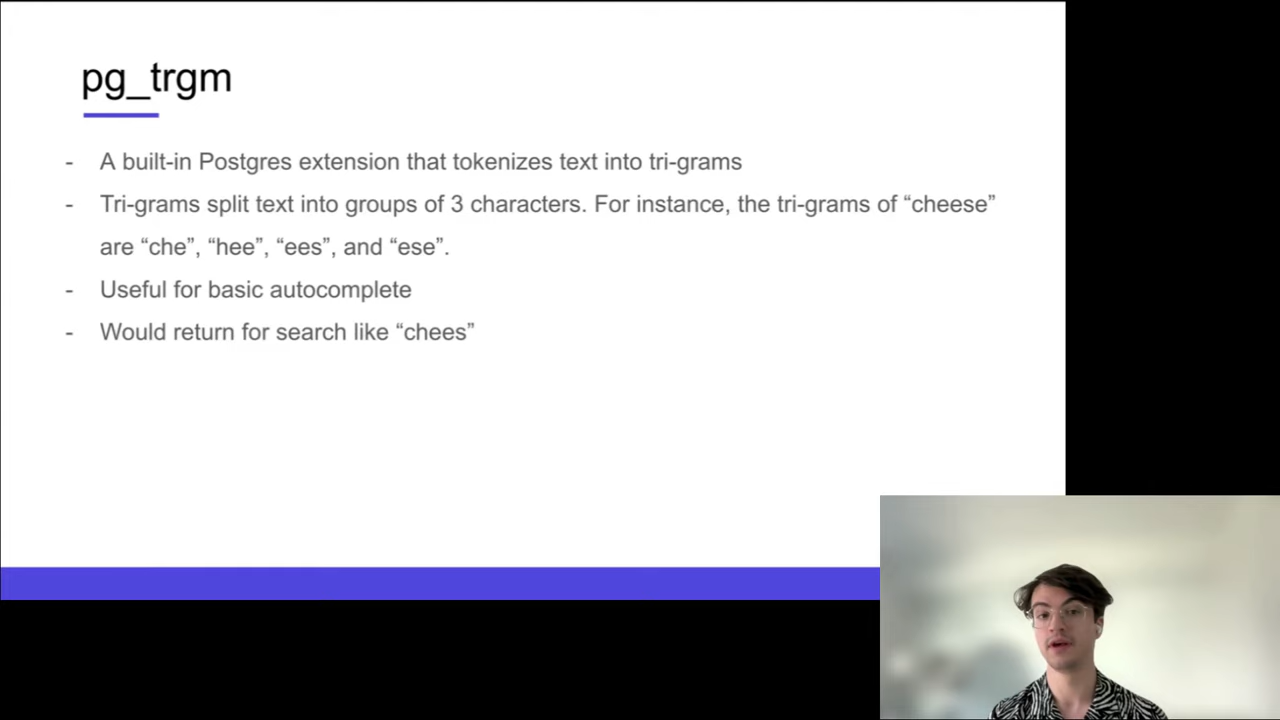 pg_trgm
- A built-in Postgres extension that tokenizes text into tri-grams
- Tri-grams split text into groups of 3 characters. For instance, the tri-grams of “cheese”
are “che”, “hee”, “ees”, and “ese”.
- Useful for basic autocomplete
- Would return for search like “chees”